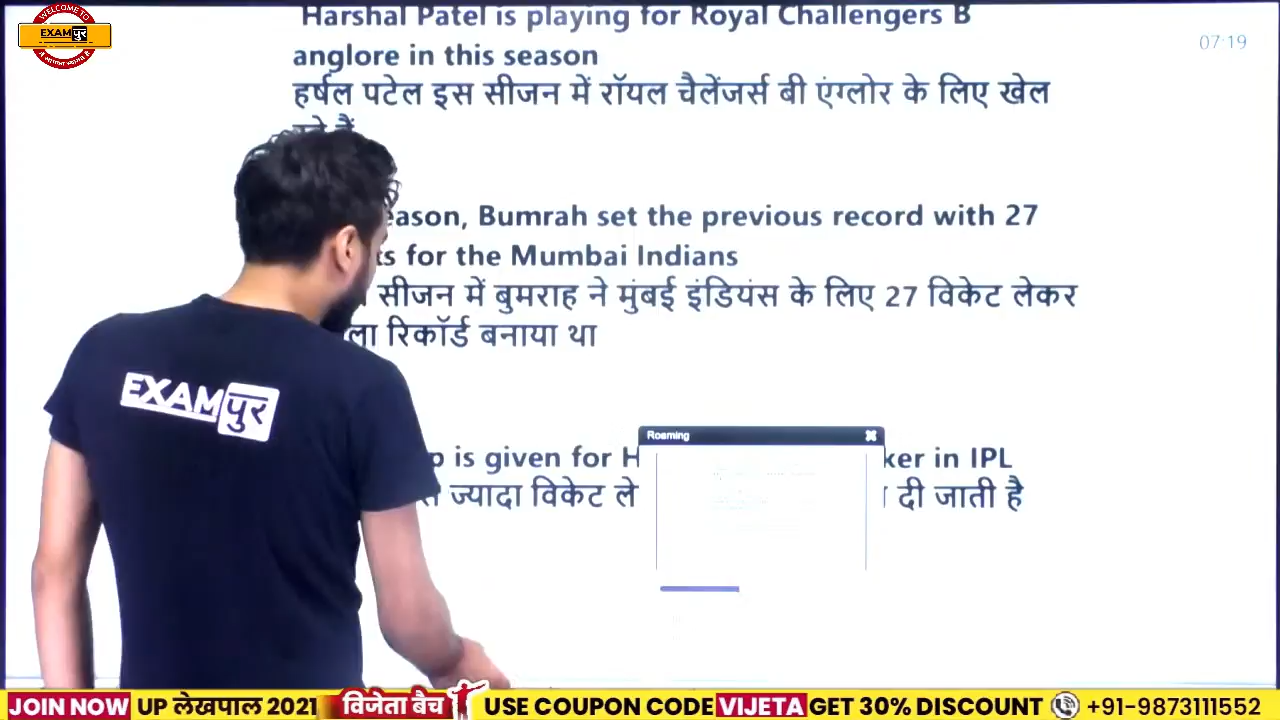 WELCOME TO
EXAMपुर
07:19
Harshal Patel is playing for Royal Challengers B
anglore in this season
हर्षल पटेल इस सीजन में रॉयल चैलेंजर्स बी एंग्लोर के लिए खेल
Bumrah set the previous record with 27
for the Mumbai Indians
सीजन में बुमराह ने मुंबई इंडियंस के लिए 27 विकेट लेकर
रिकॉर्ड बनाया था
EXAMपुर
Roaming
is given for
in IPL
ज्यादा विकेट
दी जाती है
JOIN NOW UP लेखपाल 2021 विजेता बैच USE COUPON CODE VIJETA GET 30% DISCOUNT +91-9873111552